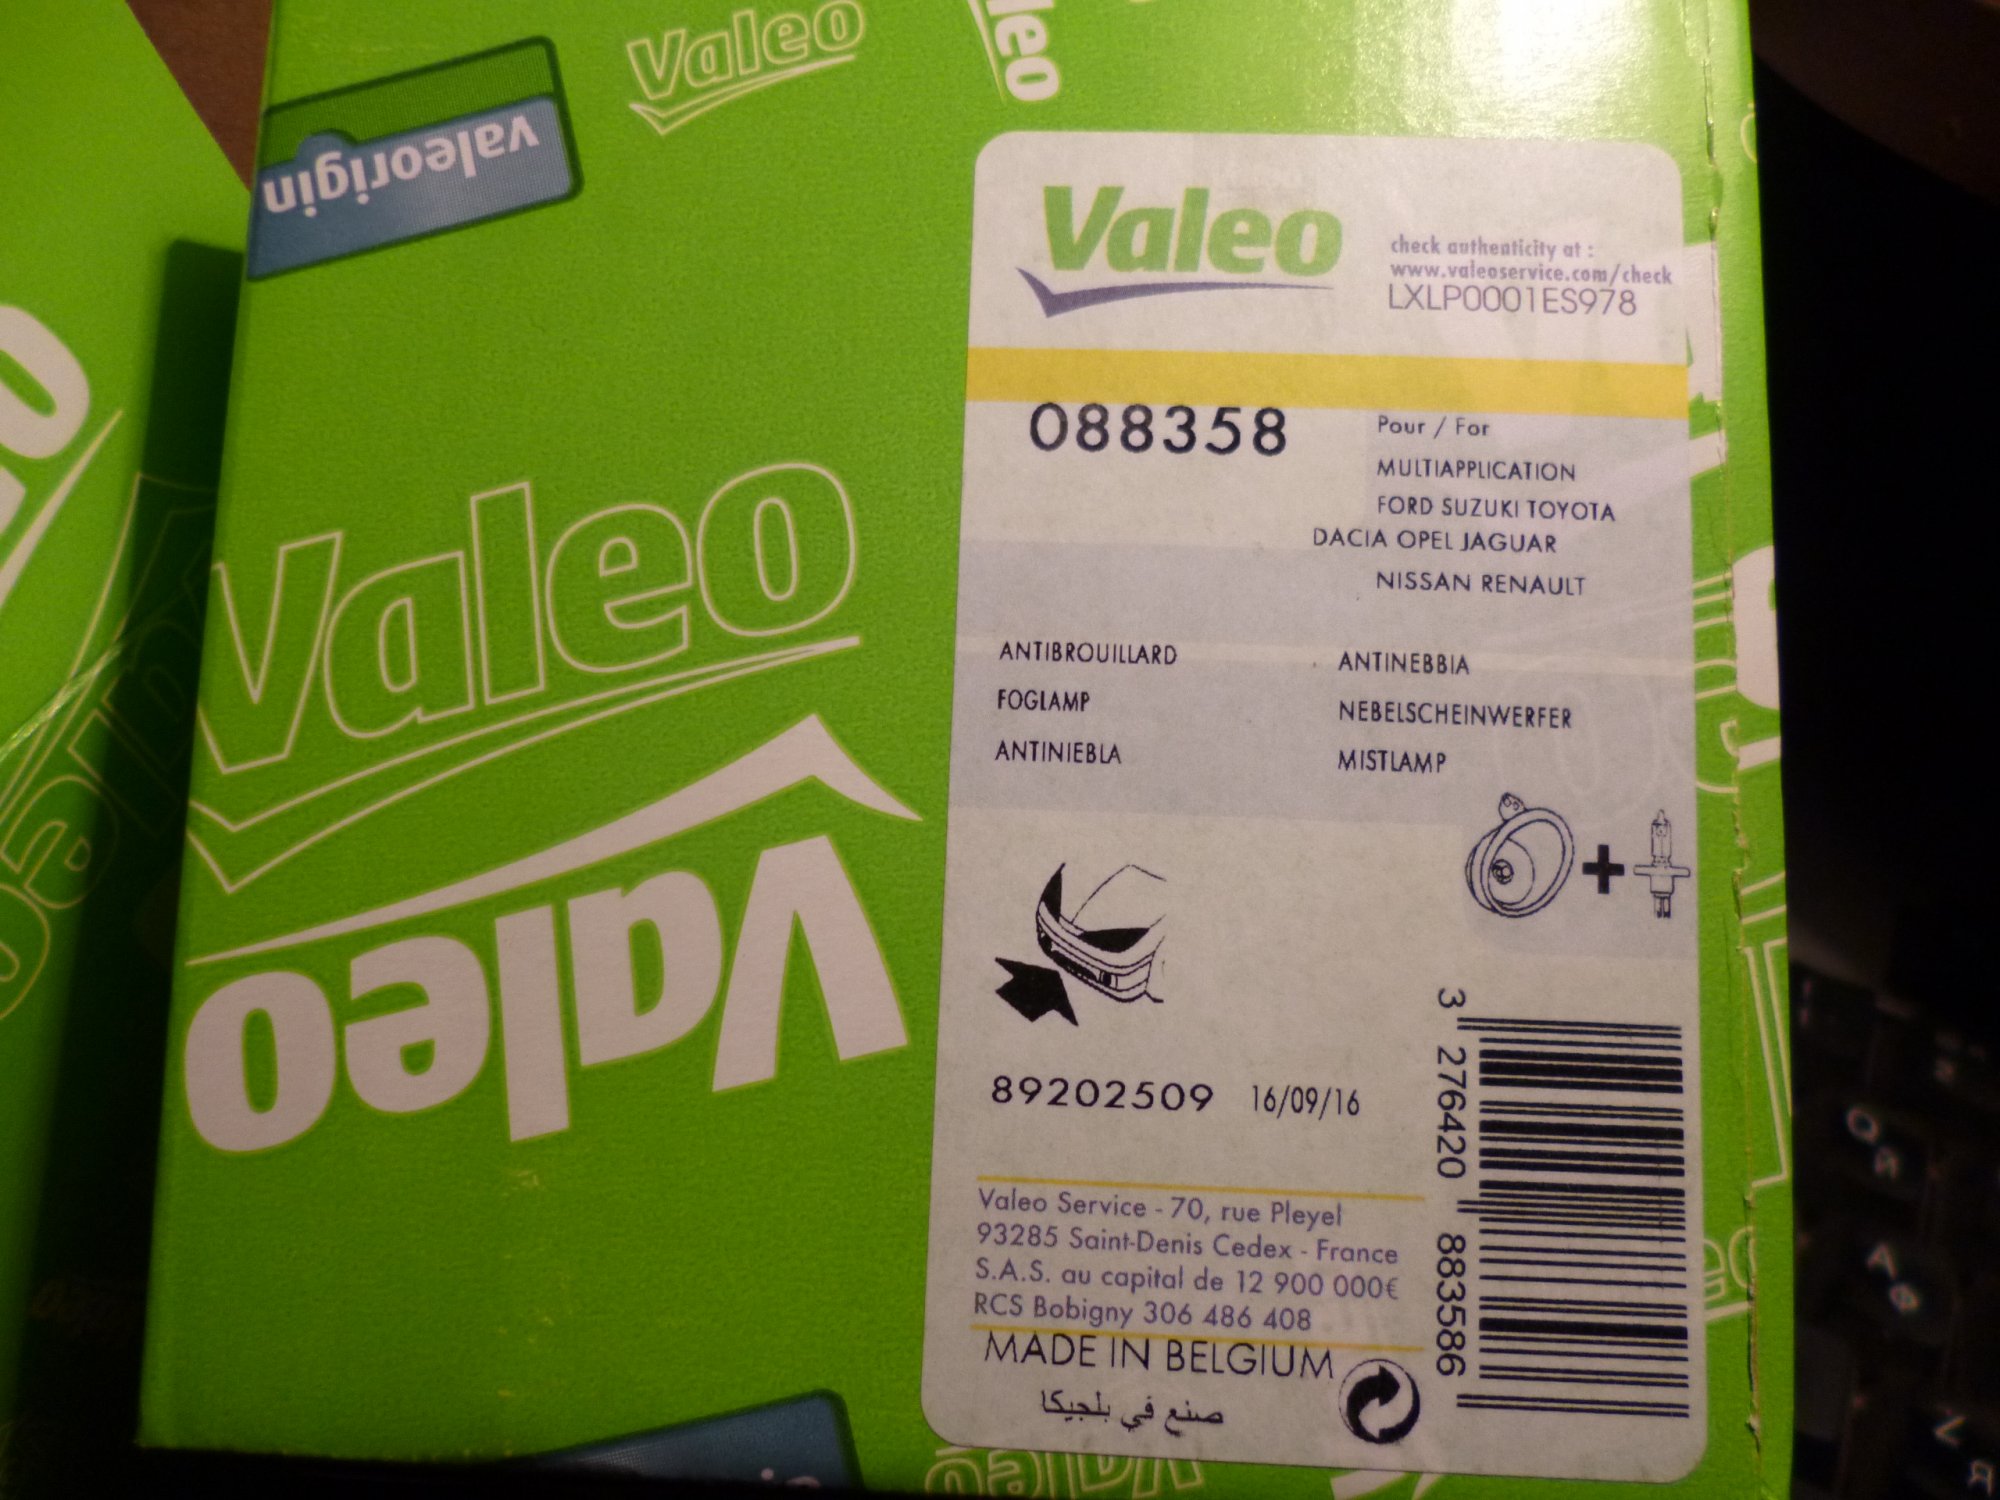 Valeo
leo
valeorigin
Valeo
check authenticity at :
www.valeoservice.com/check
LXLP0001ES978
088358
Pour / For
MULTIAPPLICATION
FORD SUZUKI TOYOTA
DACIA OPEL JAGUAR
NISSAN RENAULT
Valeo
ANTIBROUILLARD
ANTINEBBIA
FOGLAMP
NEBELSCHEINWERFER
ANTINIEBLA
MISTLAMP
Valeo
89202509 16/09/16
3 276420 883586
Valeo Service - 70, rue Pleyel
93285 Saint-Denis Cedex - France
S.A.S. au capital de 12 900 000€
RCS Bobigny 306 486 408
MADE IN BELGIUM
صنع في بلجيكا
Valeo